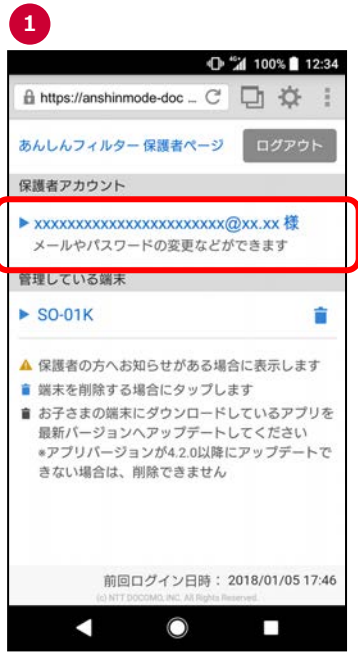 1
100% 12:34
https://anshinmode-doc ...
あんしんフィルター 保護者ページ ログアウト
保護者アカウント
▶ xxxxxxxxxxxxxxxxxxxxxxx@xx.xx 様
メールやパスワードの変更などができます
管理している端末
▶ SO-01K
保護者の方へお知らせがある場合に表示します
端末を削除する場合にタップします
お子さまの端末にダウンロードしているアプリを
最新バージョンへアップデートしてください
※アプリバージョンが4.2.0以降にアップデートで
きない場合は、削除できません
前回ログイン日時： 2018/01/05 17:46
(c) NTT DOCOMO, INC. All Rights Reserved.